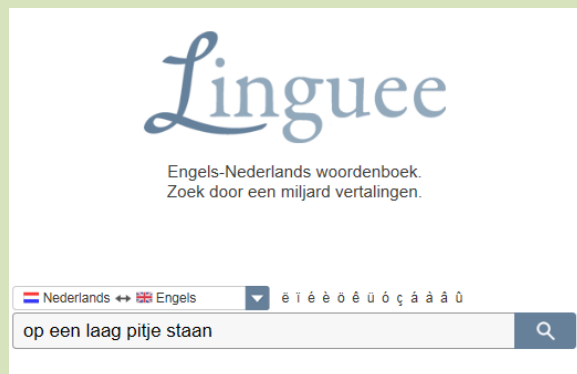 Linguee
Engels-Nederlands woordenboek.
Zoek door een miljard vertalingen.
Nederlands ↔ Engels ë ï é è ö ê ü ó ç á à â û
op een laag pitje staan